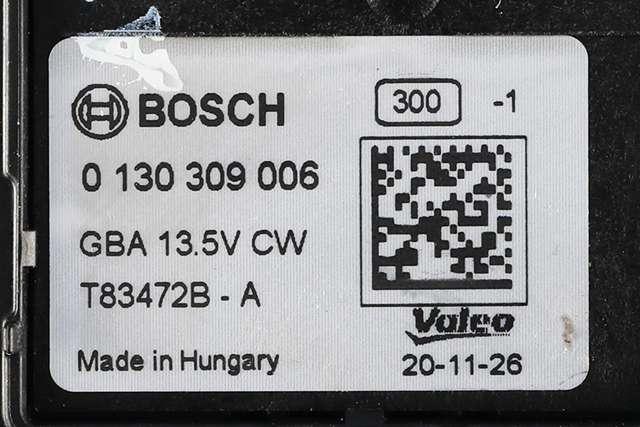 BOSCH
300 -1
0 130 309 006
GBA 13.5V CW
T83472B - A
Valeo
Made in Hungary
20-11-26